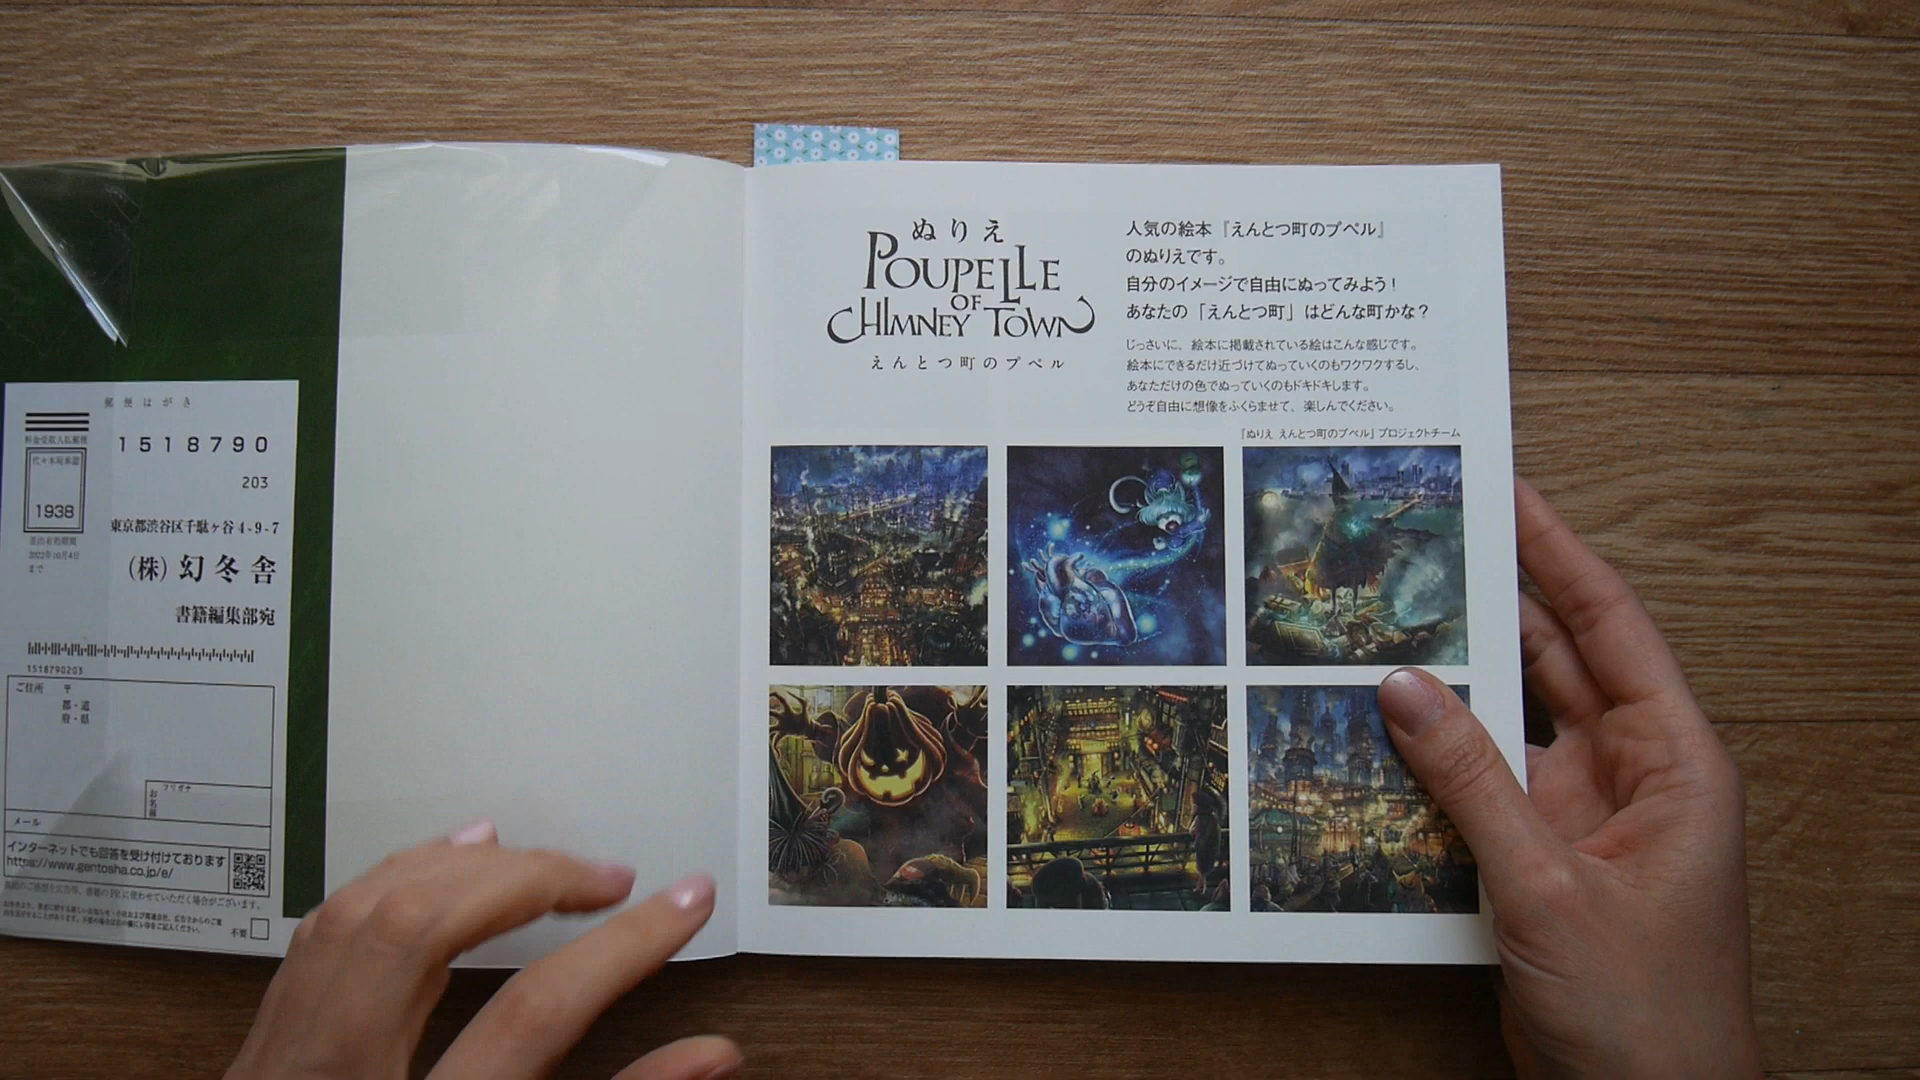 郵便はがき
料金受取人払郵便
代々木局承認
1938
差出有効期間
2022年10月4日
まで
1518790
203
東京都渋谷区千駄ヶ谷4-9-7
(株)幻冬舎
書籍編集部宛
1518790203
ご住所 〒
都・道
府・県
フリガナ
お名前
メール
インターネットでも回答を受け付けております
https://www.gentosha.co.jp/e/
不要
ぬりえ
POUPELLE
OF
CHIMNEY TOWN
えんとつ町のプペル
人気の絵本『えんとつ町のプペル』
のぬりえです。
自分のイメージで自由にぬってみよう!
あなたの「えんとつ町」はどんな町かな?
じっさいに、絵本に掲載されている絵はこんな感じです。
絵本にできるだけ近づけてぬっていくのもワクワクするし、
あなただけの色でぬっていくのもドキドキします。
どうぞ自由に想像をふくらませて、楽しんでください。
『ぬりえ えんとつ町のプペル』プロジェクトチーム